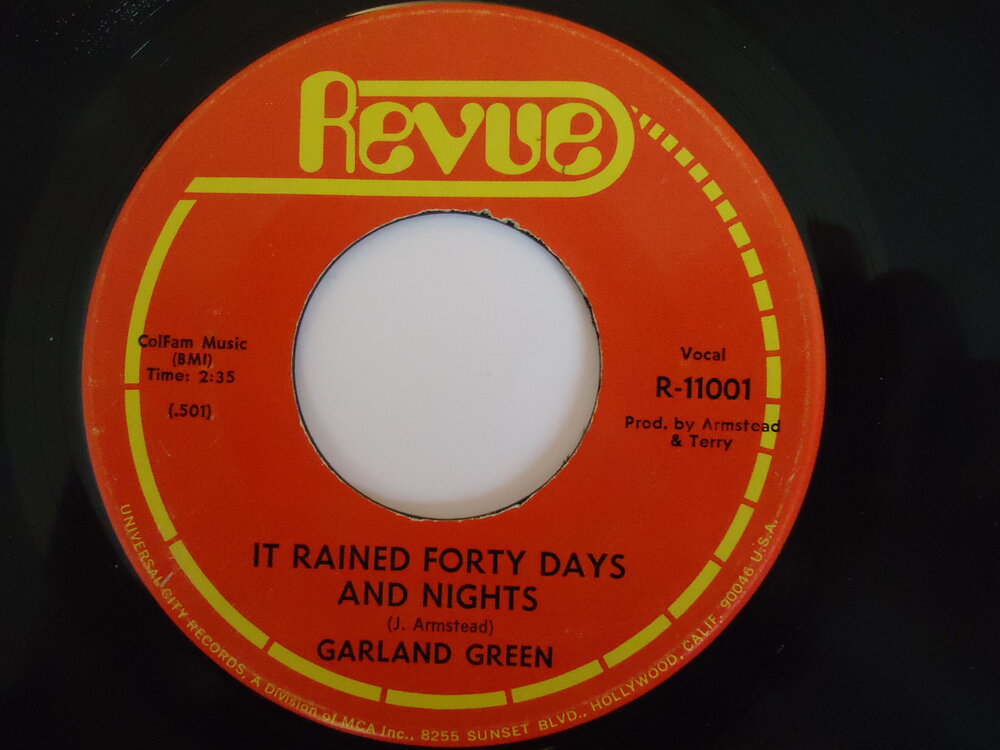 Revue
ColFam Music
(BMI)
Time: 2:35
(.501)
Vocal
R-11001
Prod. by Armstead
& Terry
IT RAINED FORTY DAYS
AND NIGHTS
(J. Armstead)
GARLAND GREEN
UNIVERSAL CITY RECORDS, A Division of MCA Inc., 8255 SUNSET BLVD., HOLLYWOOD, CALIF. 90046 U.S.A.